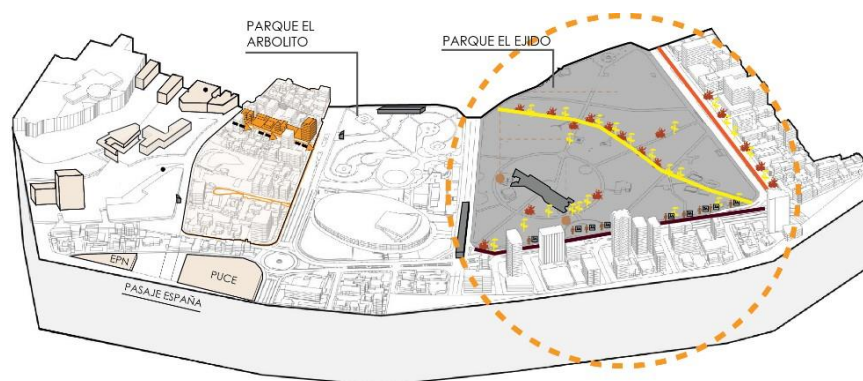 PARQUE EL
ARBOLITO
PARQUE EL EJIDO
EPN
PUCE
PASAJE ESPAÑA